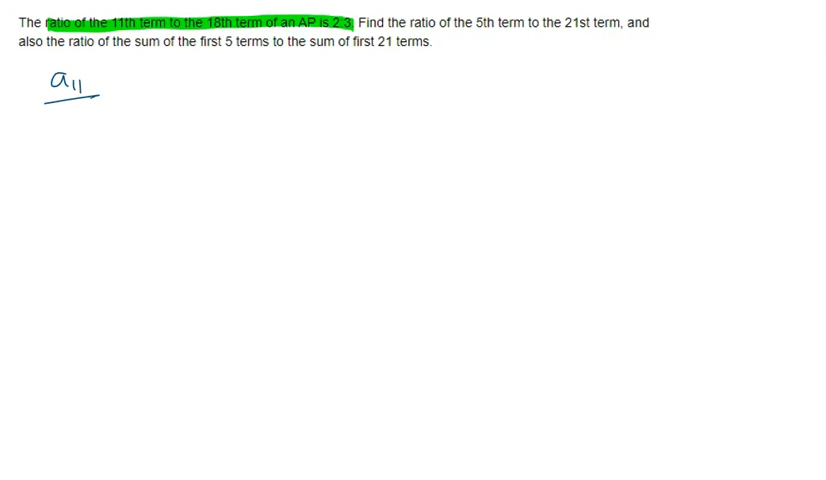 The ratio of the 11th term to the 18th term of an AP is 2:3. Find the ratio of the 5th term to the 21st term, and
also the ratio of the sum of the first 5 terms to the sum of first 21 terms.
a11